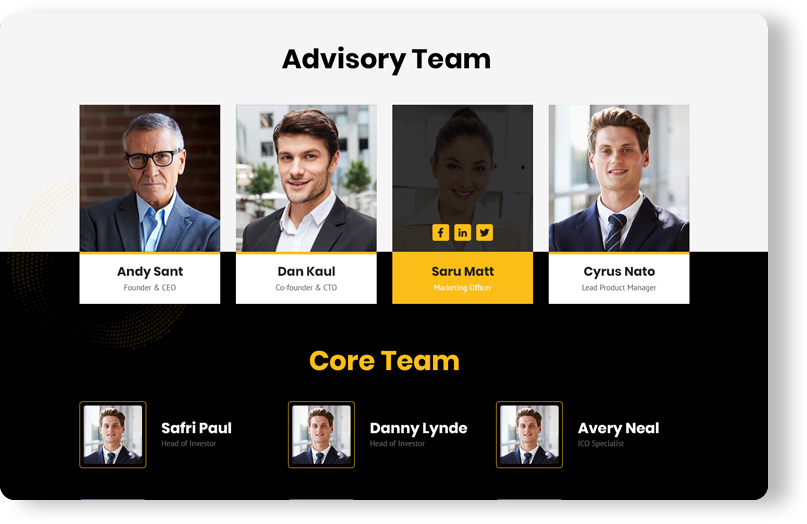 Advisory Team
Andy Sant
Founder & CEO
Dan Kaul
Co-founder & CTO
Saru Matt
Marketing Officer
Cyrus Nato
Lead Product Manager
Core Team
Safri Paul
Head of Investor
Danny Lynde
Head of Investor
Avery Neal
ICO Specialist